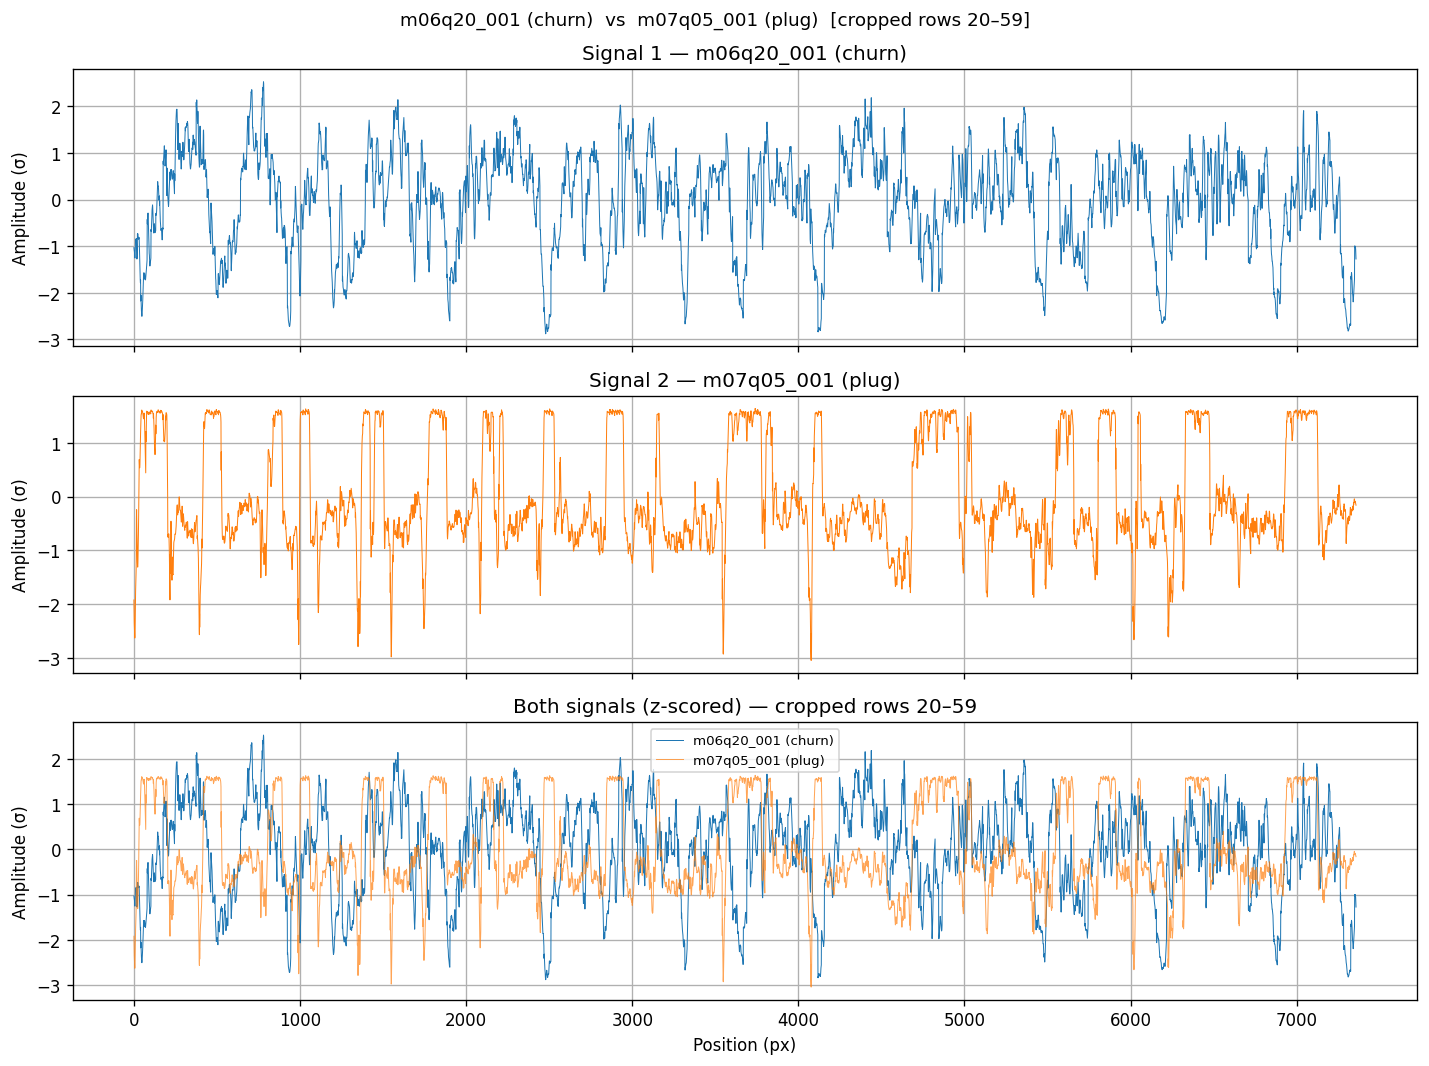 m06q20_001 (churn)  vs  m07q05_001 (plug)  [cropped rows 20–59]
Signal 1 — m06q20_001 (churn)
Amplitude (σ)
2
1
0
−1
−2
−3
Signal 2 — m07q05_001 (plug)
Amplitude (σ)
1
0
−1
−2
−3
Both signals (z-scored) — cropped rows 20–59
m06q20_001 (churn)
m07q05_001 (plug)
Amplitude (σ)
2
1
0
−1
−2
−3
0 1000 2000 3000 4000 5000 6000 7000
Position (px)